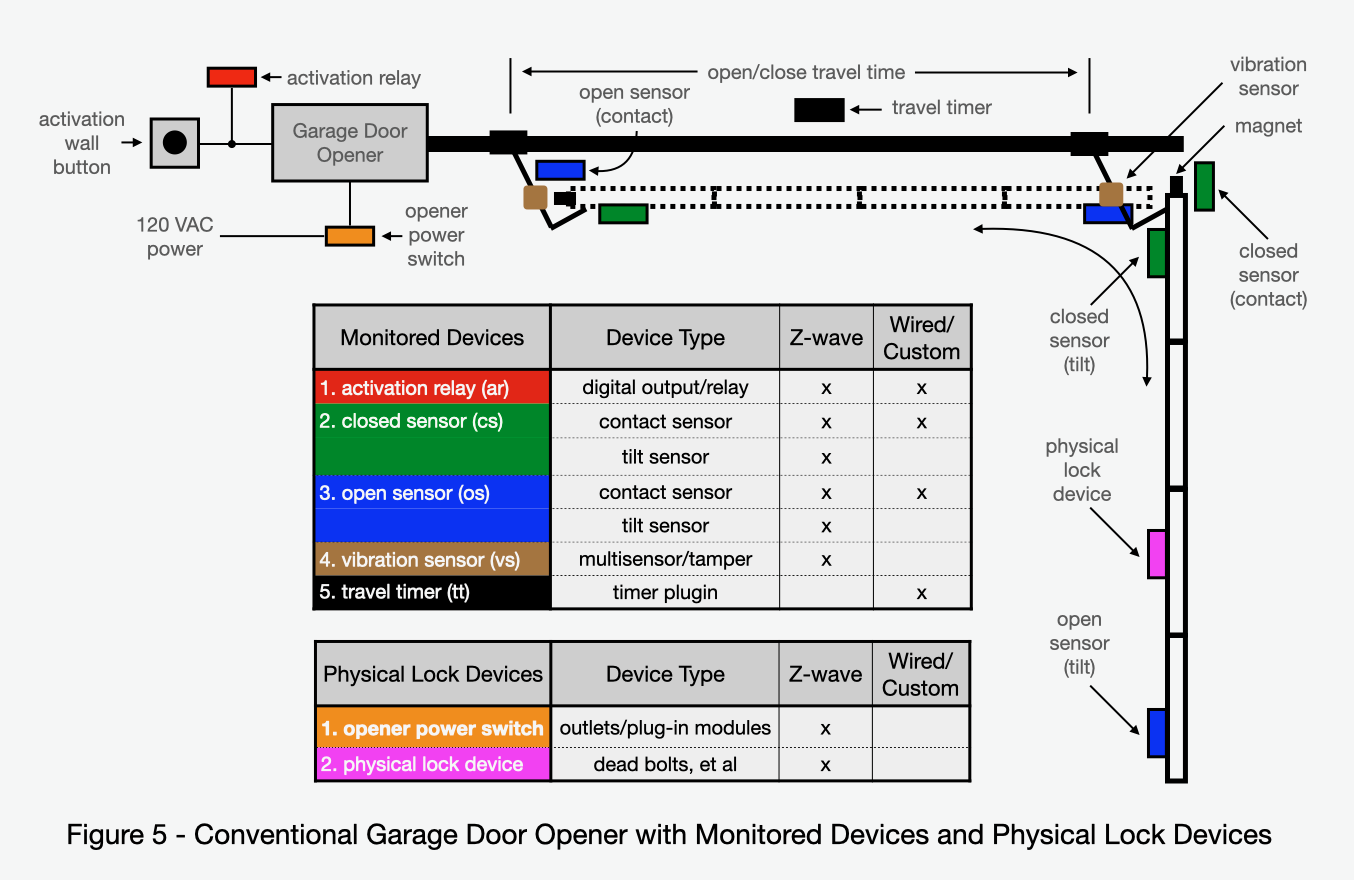 activation relay
activation
wall
button
Garage Door
Opener
120 VAC
power
opener
power
switch
open/close travel time
travel timer
open sensor
(contact)
vibration
sensor
magnet
closed
sensor
(contact)
closed
sensor
(tilt)
physical
lock
device
open
sensor
(tilt)
Monitored Devices Device Type Z-wave Wired/
Custom
1. activation relay (ar) digital output/relay x x
2. closed sensor (cs) contact sensor x x
tilt sensor x
3. open sensor (os) contact sensor x x
tilt sensor x
4. vibration sensor (vs) multisensor/tamper x
5. travel timer (tt) timer plugin x
Physical Lock Devices Device Type Z-wave Wired/
Custom
1. opener power switch outlets/plug-in modules x
2. physical lock device dead bolts, et al x
Figure 5 - Conventional Garage Door Opener with Monitored Devices and Physical Lock Devices